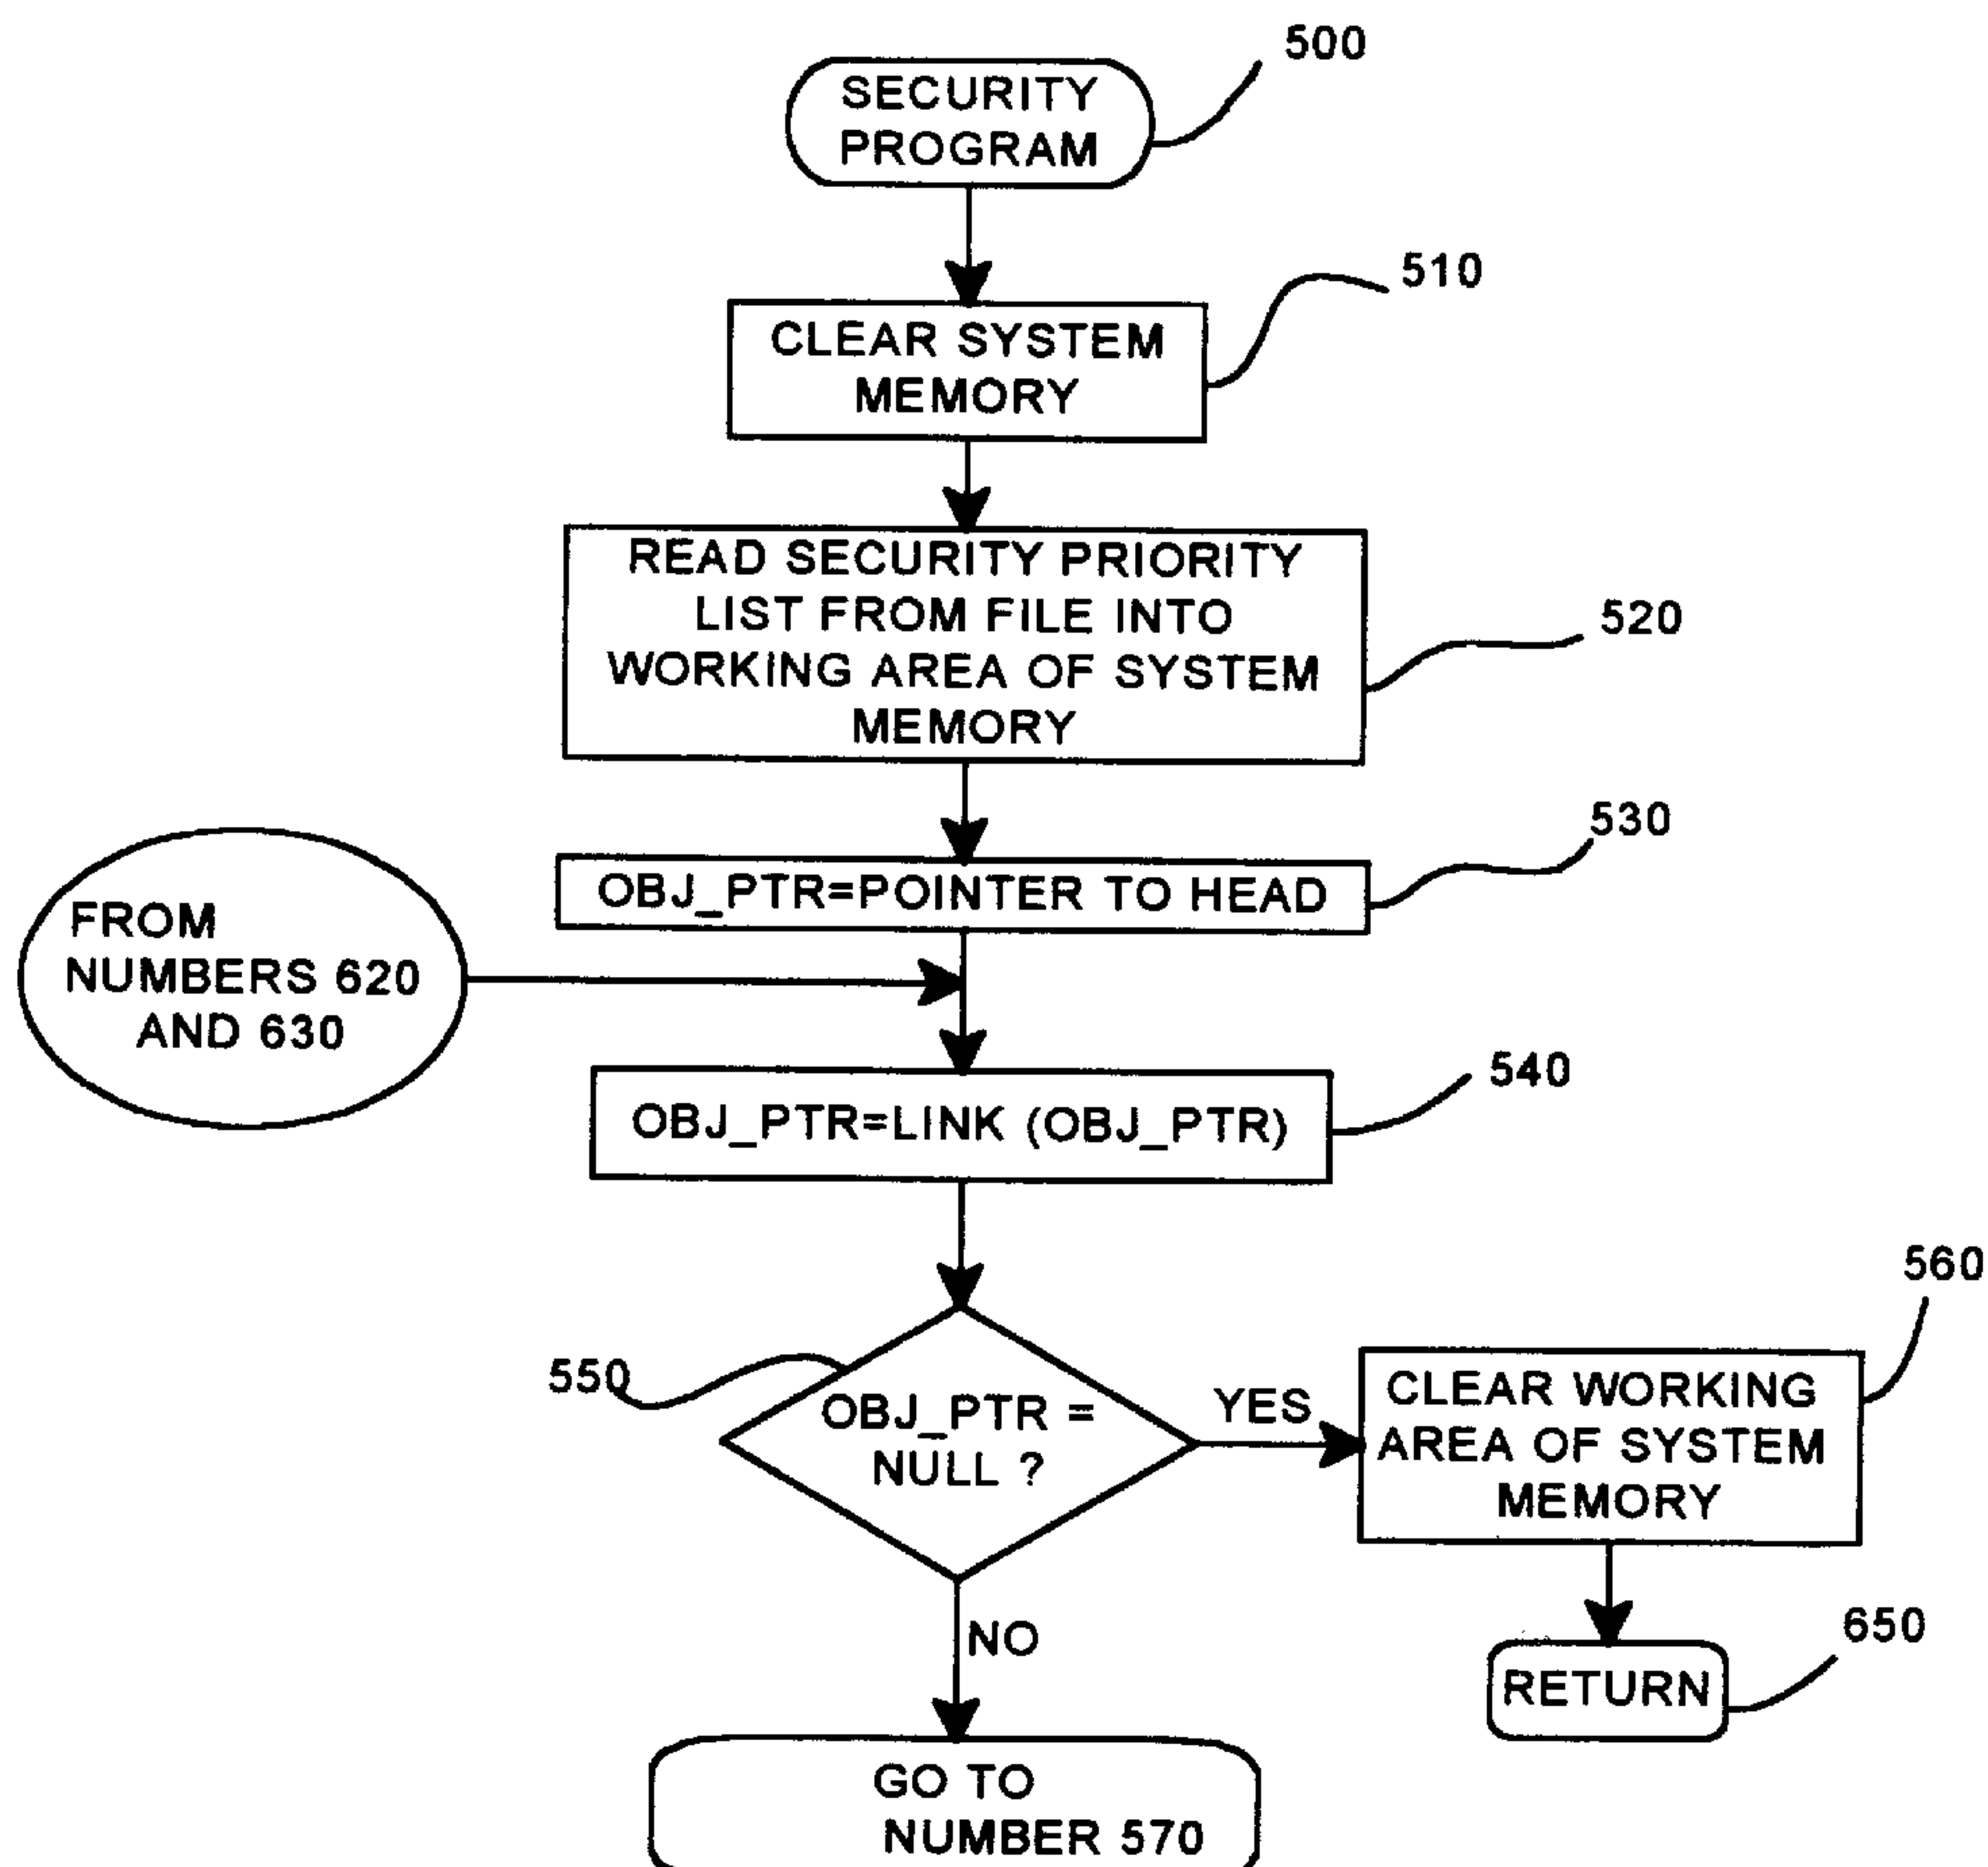 500
SECURITY
PROGRAM
510
CLEAR SYSTEM
MEMORY
520
READ SECURITY PRIORITY
LIST FROM FILE INTO
WORKING AREA OF SYSTEM
MEMORY
530
OBJ_PTR=POINTER TO HEAD
FROM
NUMBERS 620
AND 630
540
OBJ_PTR=LINK (OBJ_PTR)
550
OBJ_PTR =
NULL ?
YES
560
CLEAR WORKING
AREA OF SYSTEM
MEMORY
NO
650
RETURN
GO TO
NUMBER 570